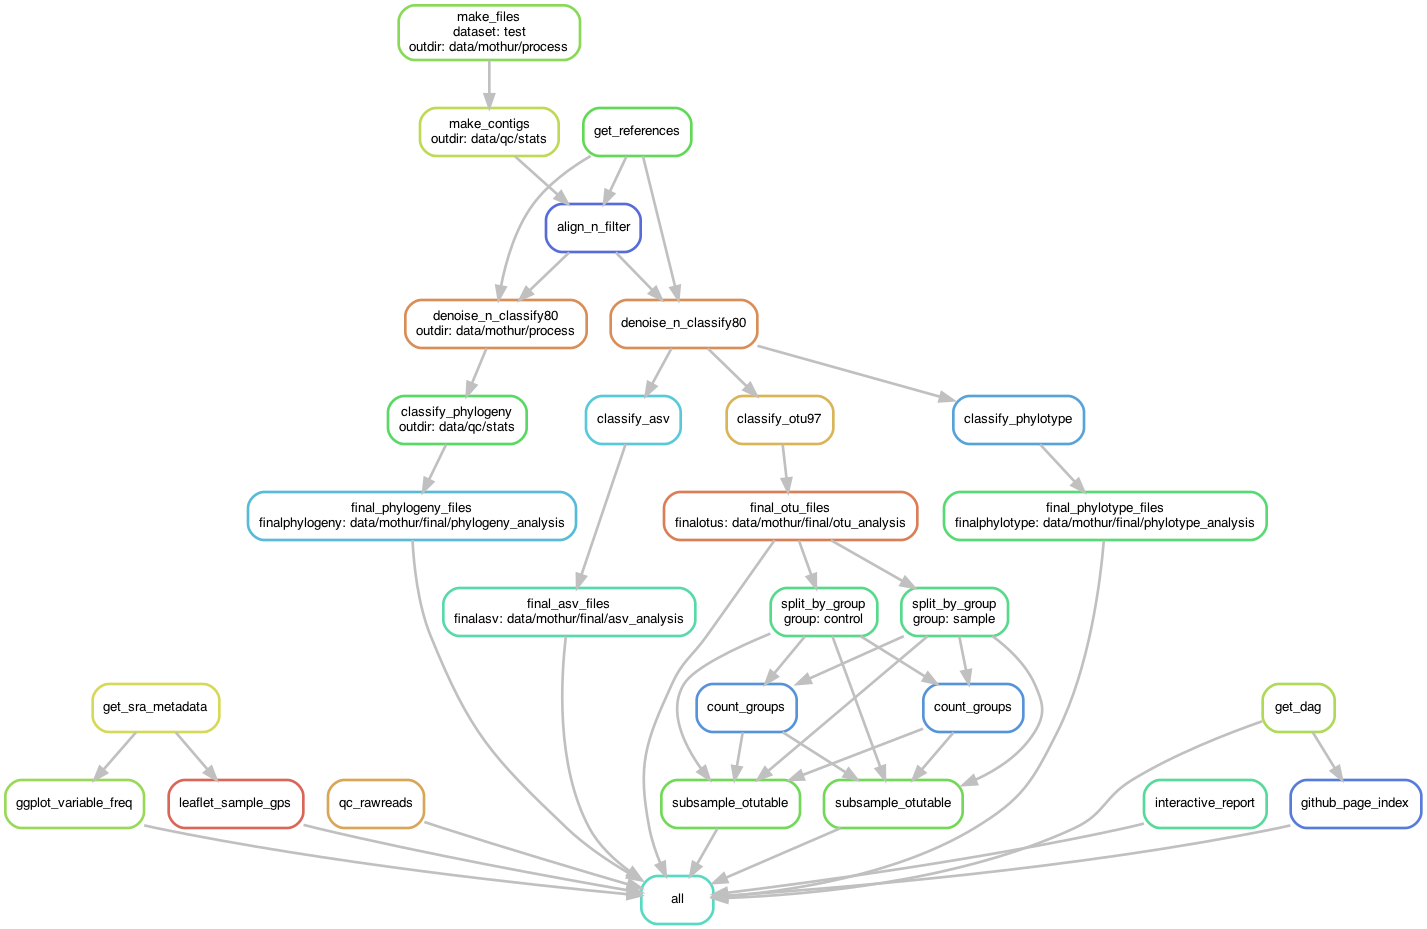 make_files
dataset: test
outdir: data/mothur/process
make_contigs
outdir: data/qc/stats
get_references
align_n_filter
denoise_n_classify80
outdir: data/mothur/process
denoise_n_classify80
classify_phylogeny
outdir: data/qc/stats
classify_asv
classify_otu97
classify_phylotype
final_phylogeny_files
finalphylogeny: data/mothur/final/phylogeny_analysis
final_otu_files
finalotus: data/mothur/final/otu_analysis
final_phylotype_files
finalphylotype: data/mothur/final/phylotype_analysis
final_asv_files
finalasv: data/mothur/final/asv_analysis
split_by_group
group: control
split_by_group
group: sample
get_sra_metadata
count_groups
count_groups
get_dag
ggplot_variable_freq
leaflet_sample_gps
qc_rawreads
subsample_otutable
subsample_otutable
interactive_report
github_page_index
all